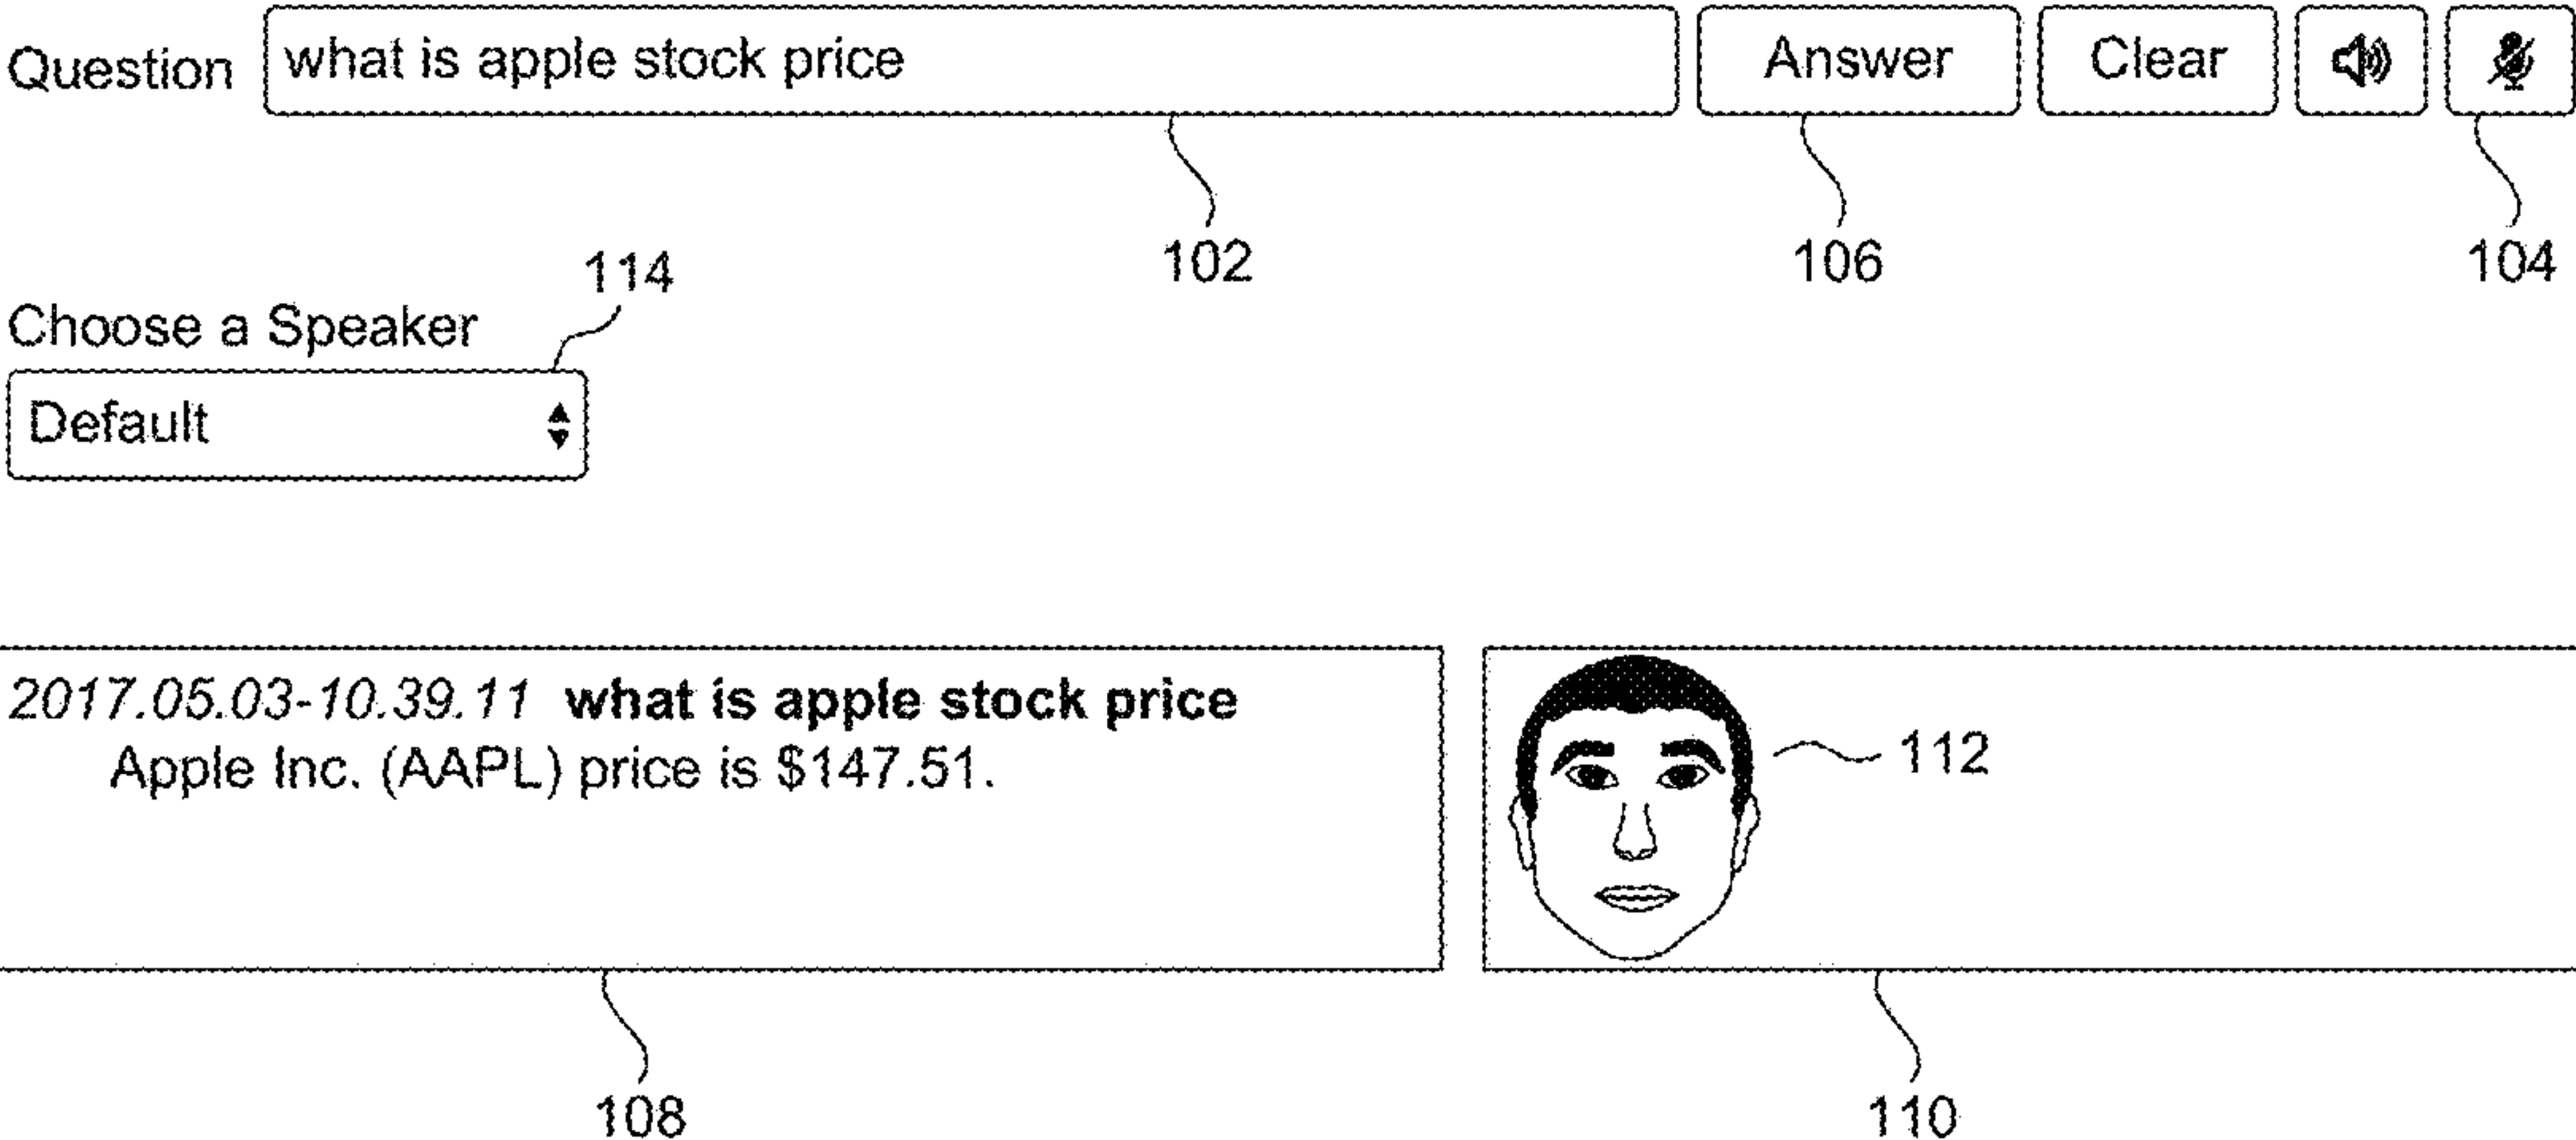 Question what is apple stock price Answer Clear
102 106 104
114
Choose a Speaker
Default
2017.05.03-10.39.11 what is apple stock price
Apple Inc. (AAPL) price is $147.51.
112
108 110